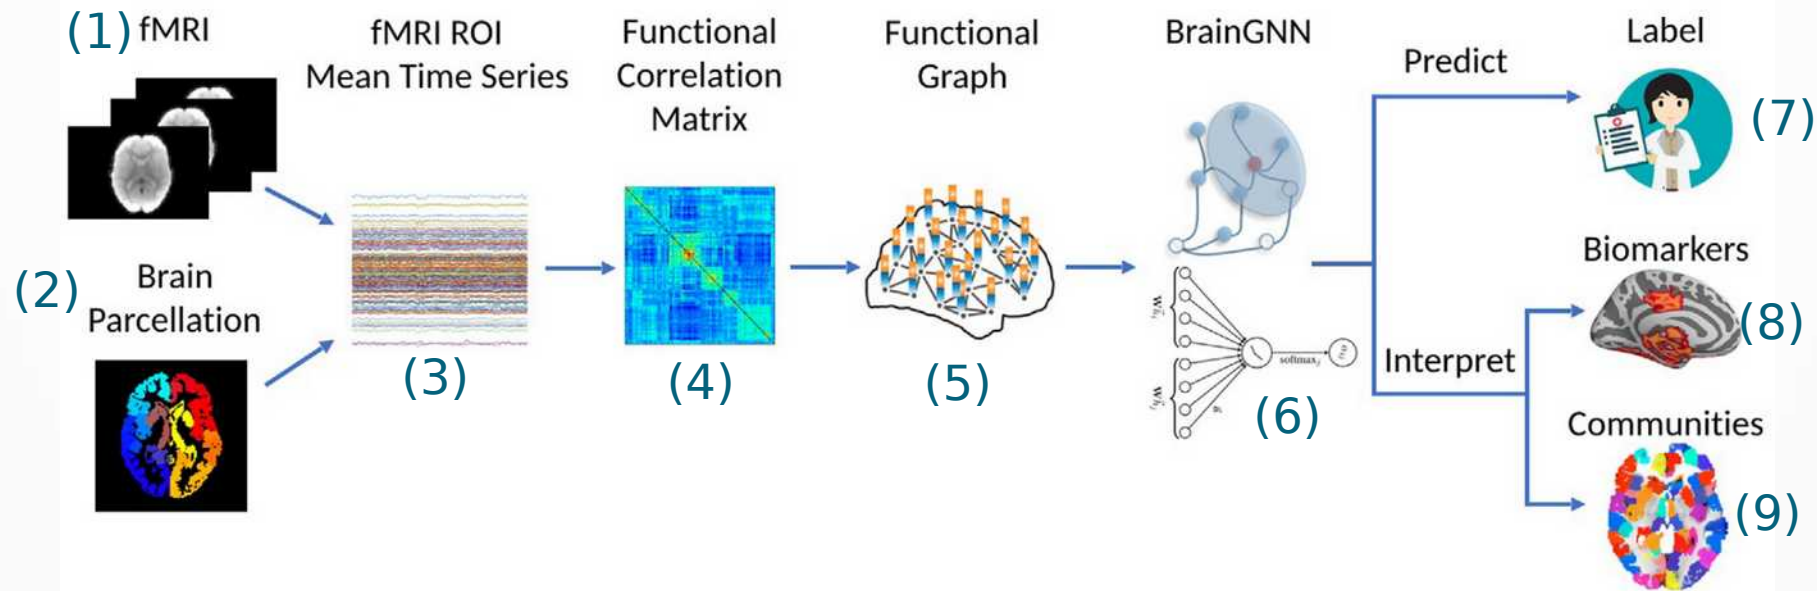 (1) fMRI
fMRI ROI
Mean Time Series
Functional
Correlation
Matrix
Functional
Graph
BrainGNN
Predict
Label
(7)
(2)
Brain
Parcellation
(3)
(4)
(5)
softmax
(6)
Interpret
Biomarkers
(8)
Communities
(9)